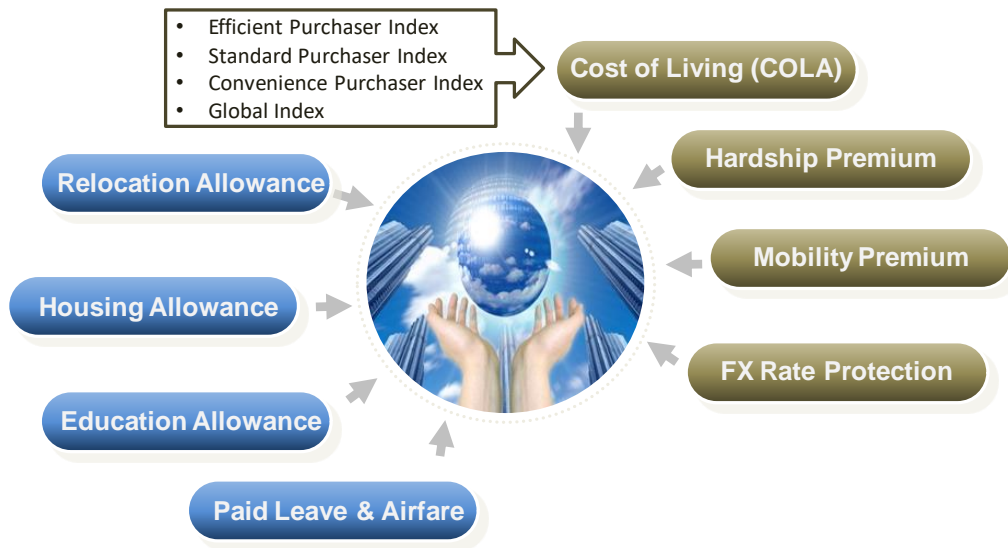 • Efficient Purchaser Index
• Standard Purchaser Index
• Convenience Purchaser Index
• Global Index
Cost of Living (COLA)
Hardship Premium
Relocation Allowance
Mobility Premium
Housing Allowance
FX Rate Protection
Education Allowance
Paid Leave & Airfare